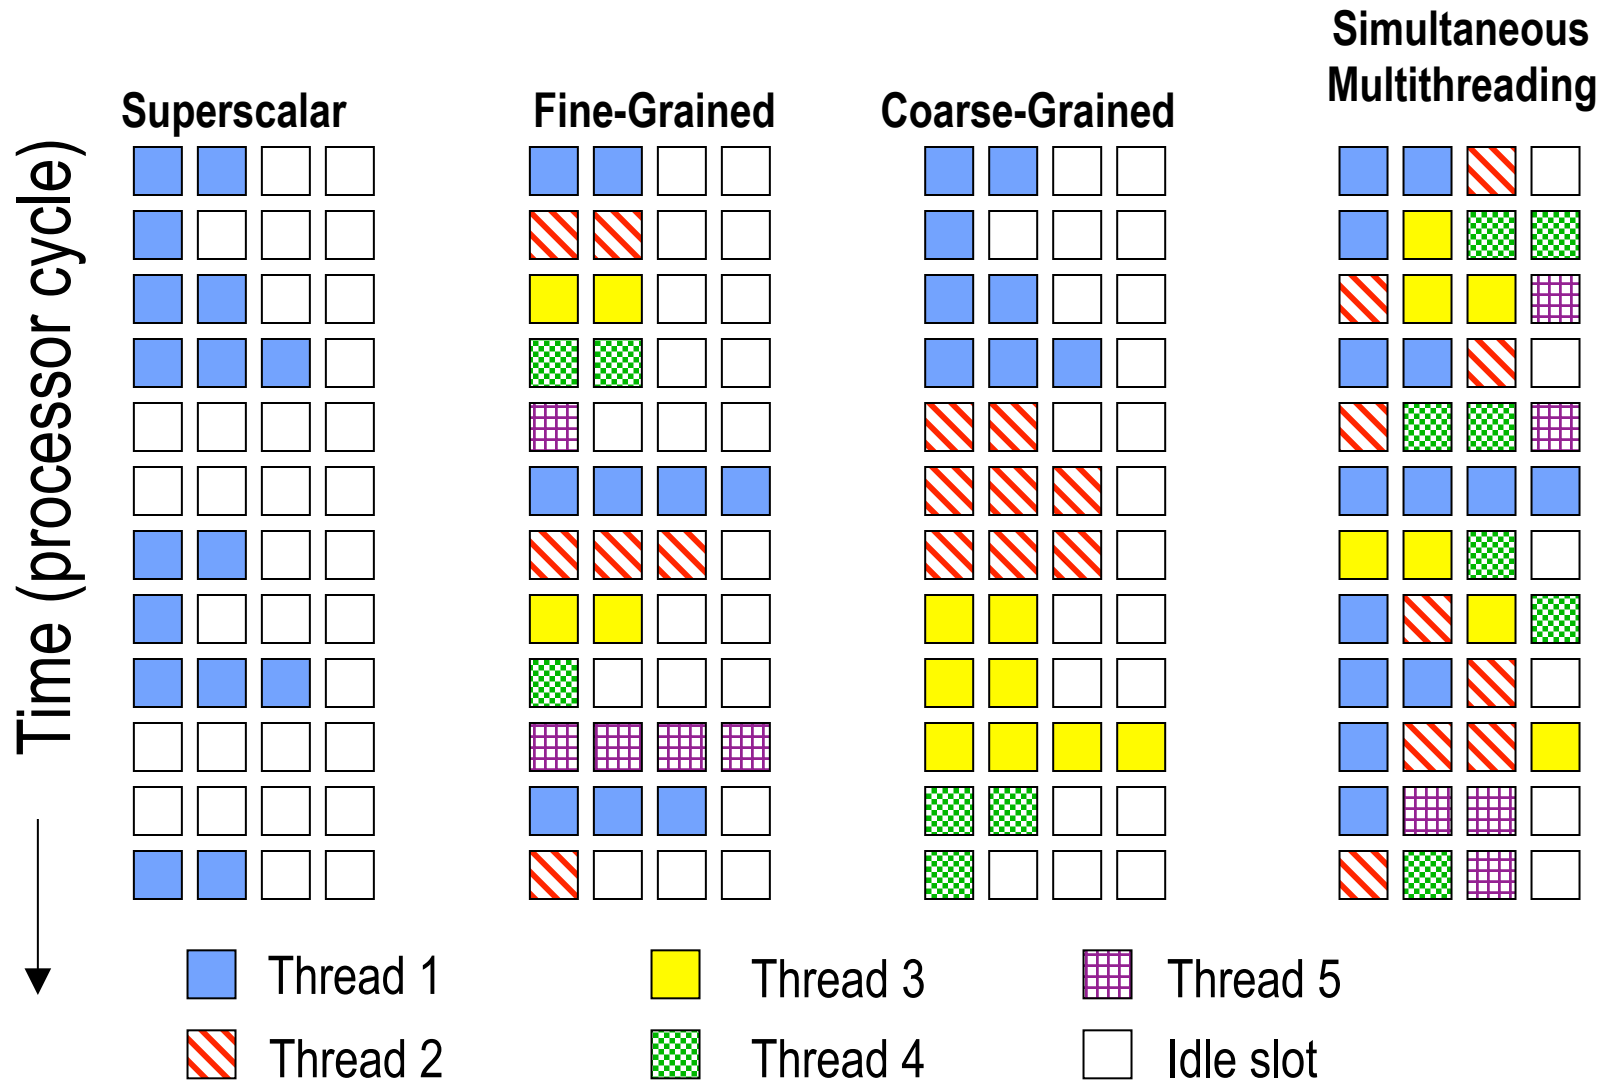 Simultaneous
Multithreading
Superscalar
Fine-Grained
Coarse-Grained
Time (processor cycle)
Thread 1
Thread 3
Thread 5
Thread 2
Thread 4
Idle slot